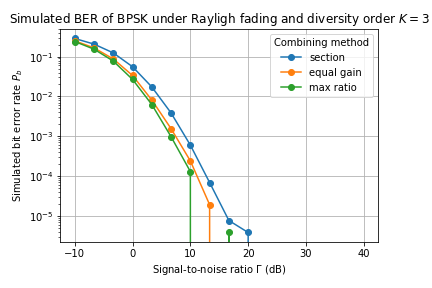 Simulated BER of BPSK under Rayligh fading and diversity order K = 3
Combining method
section
equal gain
max ratio
Simulated bit error rate P_b
10^{-1}
10^{-2}
10^{-3}
10^{-4}
10^{-5}
−10 0 10 20 30 40
Signal-to-noise ratio Γ (dB)